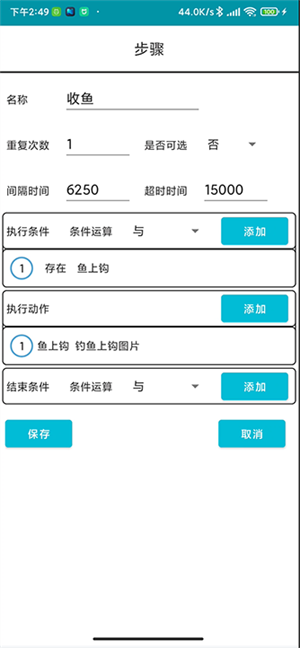 下午2:49
44.0K/s
100
步骤
名称 收鱼
重复次数 1 是否可选 否
间隔时间 6250 超时时间 15000
执行条件 条件运算 与 添加
1 存在 鱼上钩
执行动作 添加
1 鱼上钩 钓鱼上钩图片
结束条件 条件运算 与 添加
保存 取消